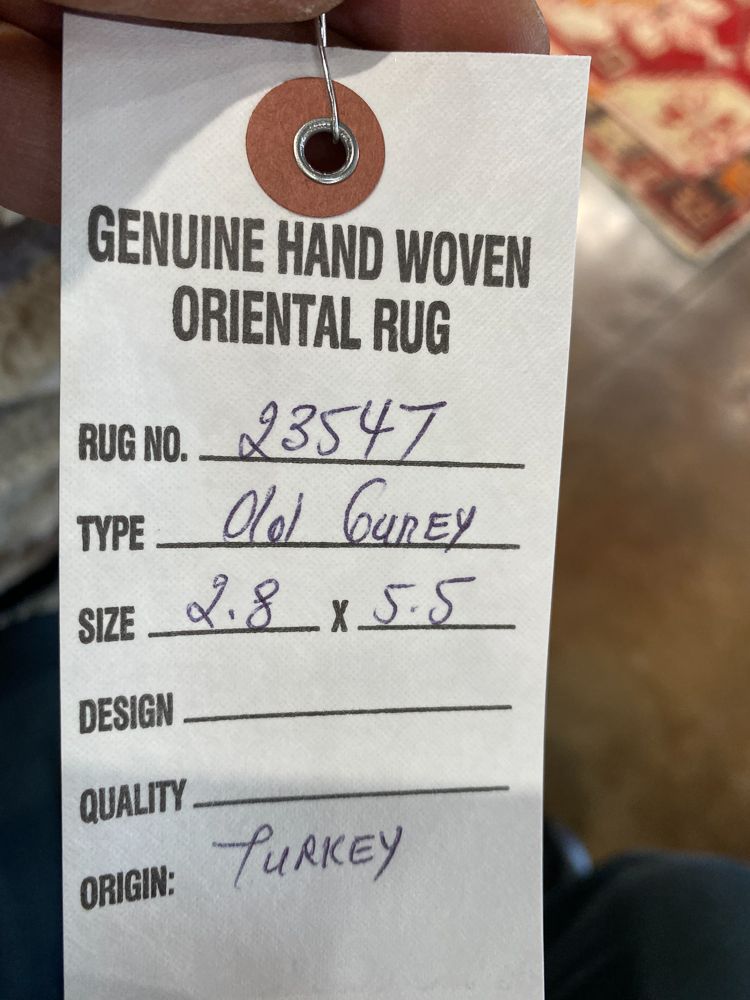 GENUINE HAND WOVEN
ORIENTAL RUG
RUG NO. 23547
TYPE Old GUNEY
SIZE 2.8 X 5.5
DESIGN
QUALITY
ORIGIN: TURKEY